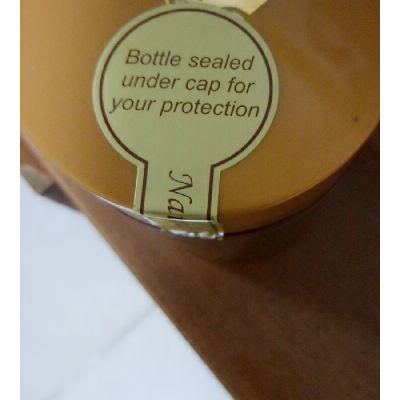 Bottle sealed
under cap for
your protection